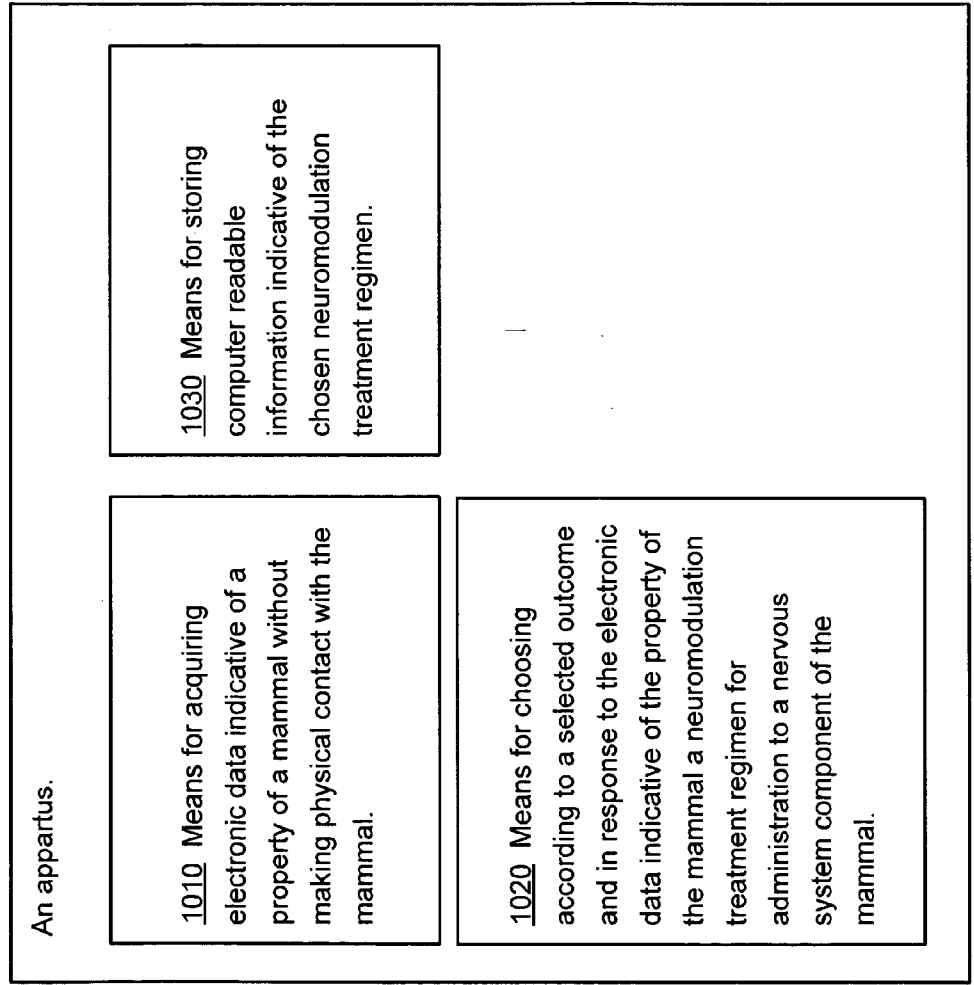 An appartus.
1010 Means for acquiring
electronic data indicative of a
property of a mammal without
making physical contact with the
mammal.
1030 Means for storing
computer readable
information indicative of the
chosen neuromodulation
treatment regimen.
1020 Means for choosing
according to a selected outcome
and in response to the electronic
data indicative of the property of
the mammal a neuromodulation
treatment regimen for
administration to a nervous
system component of the
mammal.